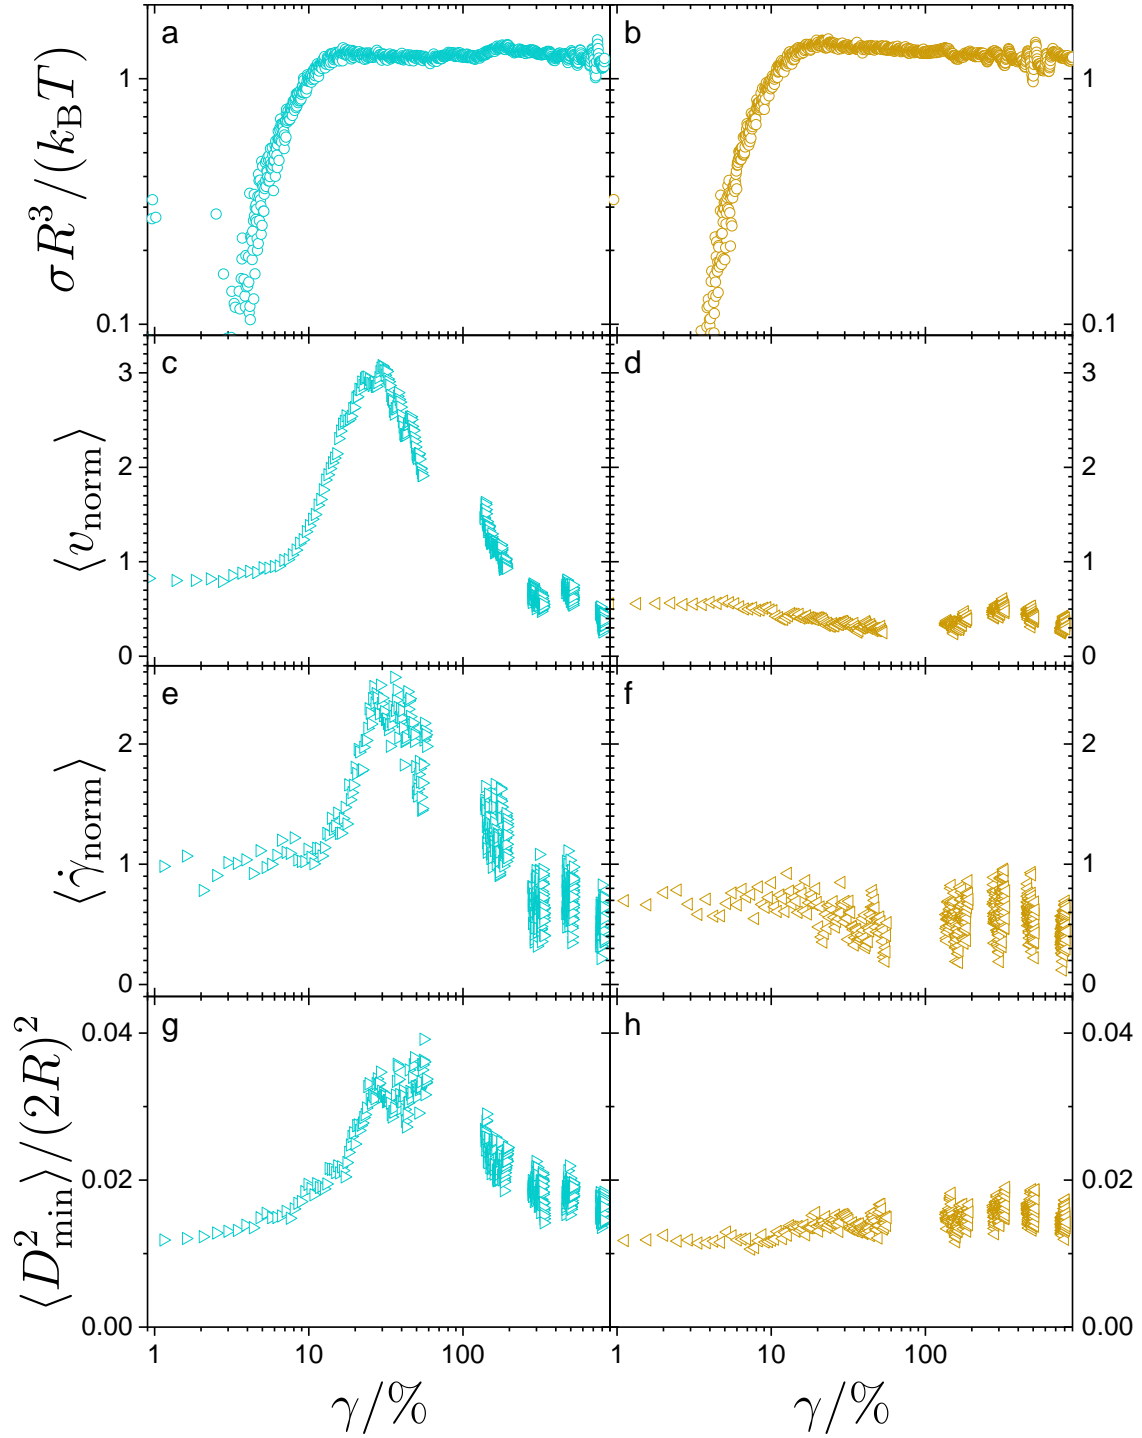 a
b
σR³/(k_BT)
1
0.1
1
0.1
c
d
⟨v_norm⟩
3
2
1
0
3
2
1
0
e
f
⟨γ̇_norm⟩
2
1
0
2
1
0
g
h
⟨D²_min⟩/(2R)²
0.04
0.02
0.00
0.04
0.02
0.00
1 10 100
1 10 100
γ/%
γ/%